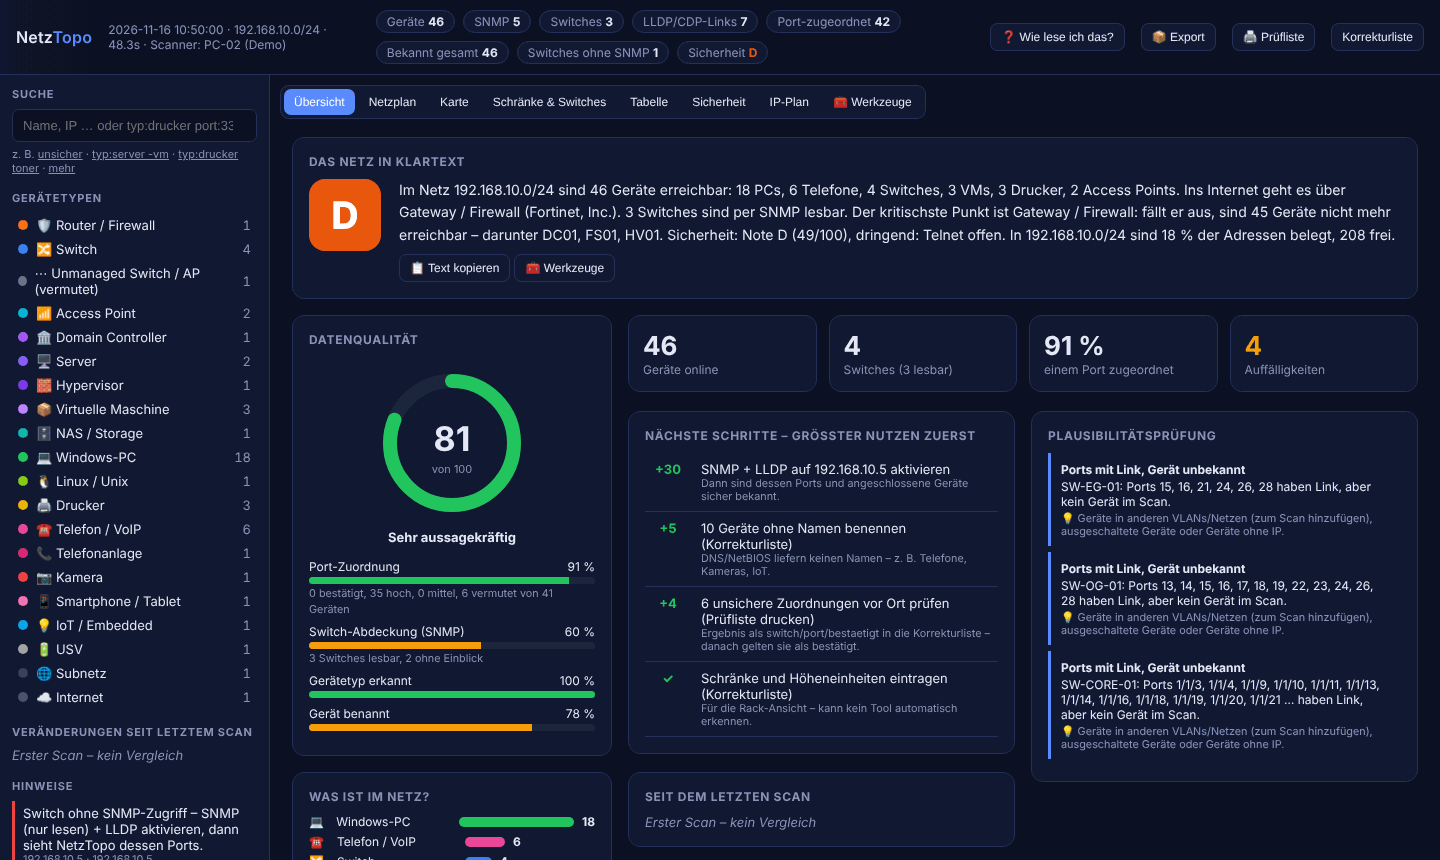 NetzTopo
2026-11-16 10:50:00 · 192.168.10.0/24 ·
48.3s · Scanner: PC-02 (Demo)
Geräte 46
SNMP 5
Switches 3
LLDP/CDP-Links 7
Port-zugeordnet 42
Bekannt gesamt 46
Switches ohne SNMP 1
Sicherheit D
❓ Wie lese ich das?
📦 Export
🖨️ Prüfliste
Korrekturliste
SUCHE
Name, IP … oder typ:drucker port:33
z. B. unsicher · typ:server -vm · typ:drucker
toner · mehr
GERÄTETYPEN
🛡️ Router / Firewall 1
🔀 Switch 4
⋯ Unmanaged Switch / AP
(vermutet) 1
📶 Access Point 2
🏛️ Domain Controller 1
🖥️ Server 2
🧱 Hypervisor 1
📦 Virtuelle Maschine 3
🗄️ NAS / Storage 1
💻 Windows-PC 18
🐧 Linux / Unix 1
🖨️ Drucker 3
☎️ Telefon / VoIP 6
📞 Telefonanlage 1
📷 Kamera 1
📱 Smartphone / Tablet 1
💡 IoT / Embedded 1
🔋 USV 1
🌐 Subnetz 1
☁️ Internet 1
VERÄNDERUNGEN SEIT LETZTEM SCAN
Erster Scan – kein Vergleich
HINWEISE
Switch ohne SNMP-Zugriff – SNMP
(nur lesen) + LLDP aktivieren, dann
sieht NetzTopo dessen Ports.
192.168.10.5 · 192.168.10.5
Übersicht
Netzplan
Karte
Schränke & Switches
Tabelle
Sicherheit
IP-Plan
🧰 Werkzeuge
DAS NETZ IN KLARTEXT
D
Im Netz 192.168.10.0/24 sind 46 Geräte erreichbar: 18 PCs, 6 Telefone, 4 Switches, 3 VMs, 3 Drucker, 2 Access Points. Ins Internet geht es über
Gateway / Firewall (Fortinet, Inc.). 3 Switches sind per SNMP lesbar. Der kritischste Punkt ist Gateway / Firewall: fällt er aus, sind 45 Geräte nicht mehr
erreichbar – darunter DC01, FS01, HV01. Sicherheit: Note D (49/100), dringend: Telnet offen. In 192.168.10.0/24 sind 18 % der Adressen belegt, 208 frei.
📋 Text kopieren
🧰 Werkzeuge
DATENQUALITÄT
81
von 100
Sehr aussagekräftig
Port-Zuordnung 91 %
0 bestätigt, 35 hoch, 0 mittel, 6 vermutet von 41
Geräten
Switch-Abdeckung (SNMP) 60 %
3 Switches lesbar, 2 ohne Einblick
Gerätetyp erkannt 100 %
Gerät benannt 78 %
46
Geräte online
4
Switches (3 lesbar)
91 %
einem Port zugeordnet
4
Auffälligkeiten
NÄCHSTE SCHRITTE – GRÖSSTER NUTZEN ZUERST
+30 SNMP + LLDP auf 192.168.10.5 aktivieren
Dann sind dessen Ports und angeschlossene Geräte
sicher bekannt.
+5 10 Geräte ohne Namen benennen
(Korrekturliste)
DNS/NetBIOS liefern keinen Namen – z. B. Telefone,
Kameras, IoT.
+4 6 unsichere Zuordnungen vor Ort prüfen
(Prüfliste drucken)
Ergebnis als switch/port/bestaetigt in die Korrekturliste –
danach gelten sie als bestätigt.
✓ Schränke und Höheneinheiten eintragen
(Korrekturliste)
Für die Rack-Ansicht – kann kein Tool automatisch
erkennen.
PLAUSIBILITÄTSPRÜFUNG
Ports mit Link, Gerät unbekannt
SW-EG-01: Ports 15, 16, 21, 24, 26, 28 haben Link, aber
kein Gerät im Scan.
💡 Geräte in anderen VLANs/Netzen (zum Scan hinzufügen),
ausgeschaltete Geräte oder Geräte ohne IP.
Ports mit Link, Gerät unbekannt
SW-OG-01: Ports 13, 14, 15, 16, 17, 18, 19, 22, 23, 24, 26,
28 haben Link, aber kein Gerät im Scan.
💡 Geräte in anderen VLANs/Netzen (zum Scan hinzufügen),
ausgeschaltete Geräte oder Geräte ohne IP.
Ports mit Link, Gerät unbekannt
SW-CORE-01: Ports 1/1/3, 1/1/4, 1/1/9, 1/1/10, 1/1/11, 1/1/13,
1/1/14, 1/1/16, 1/1/18, 1/1/19, 1/1/20, 1/1/21 … haben Link,
aber kein Gerät im Scan.
💡 Geräte in anderen VLANs/Netzen (zum Scan hinzufügen),
ausgeschaltete Geräte oder Geräte ohne IP.
WAS IST IM NETZ?
💻 Windows-PC 18
☎️ Telefon / VoIP 6
🔀 Switch 4
SEIT DEM LETZTEN SCAN
Erster Scan – kein Vergleich